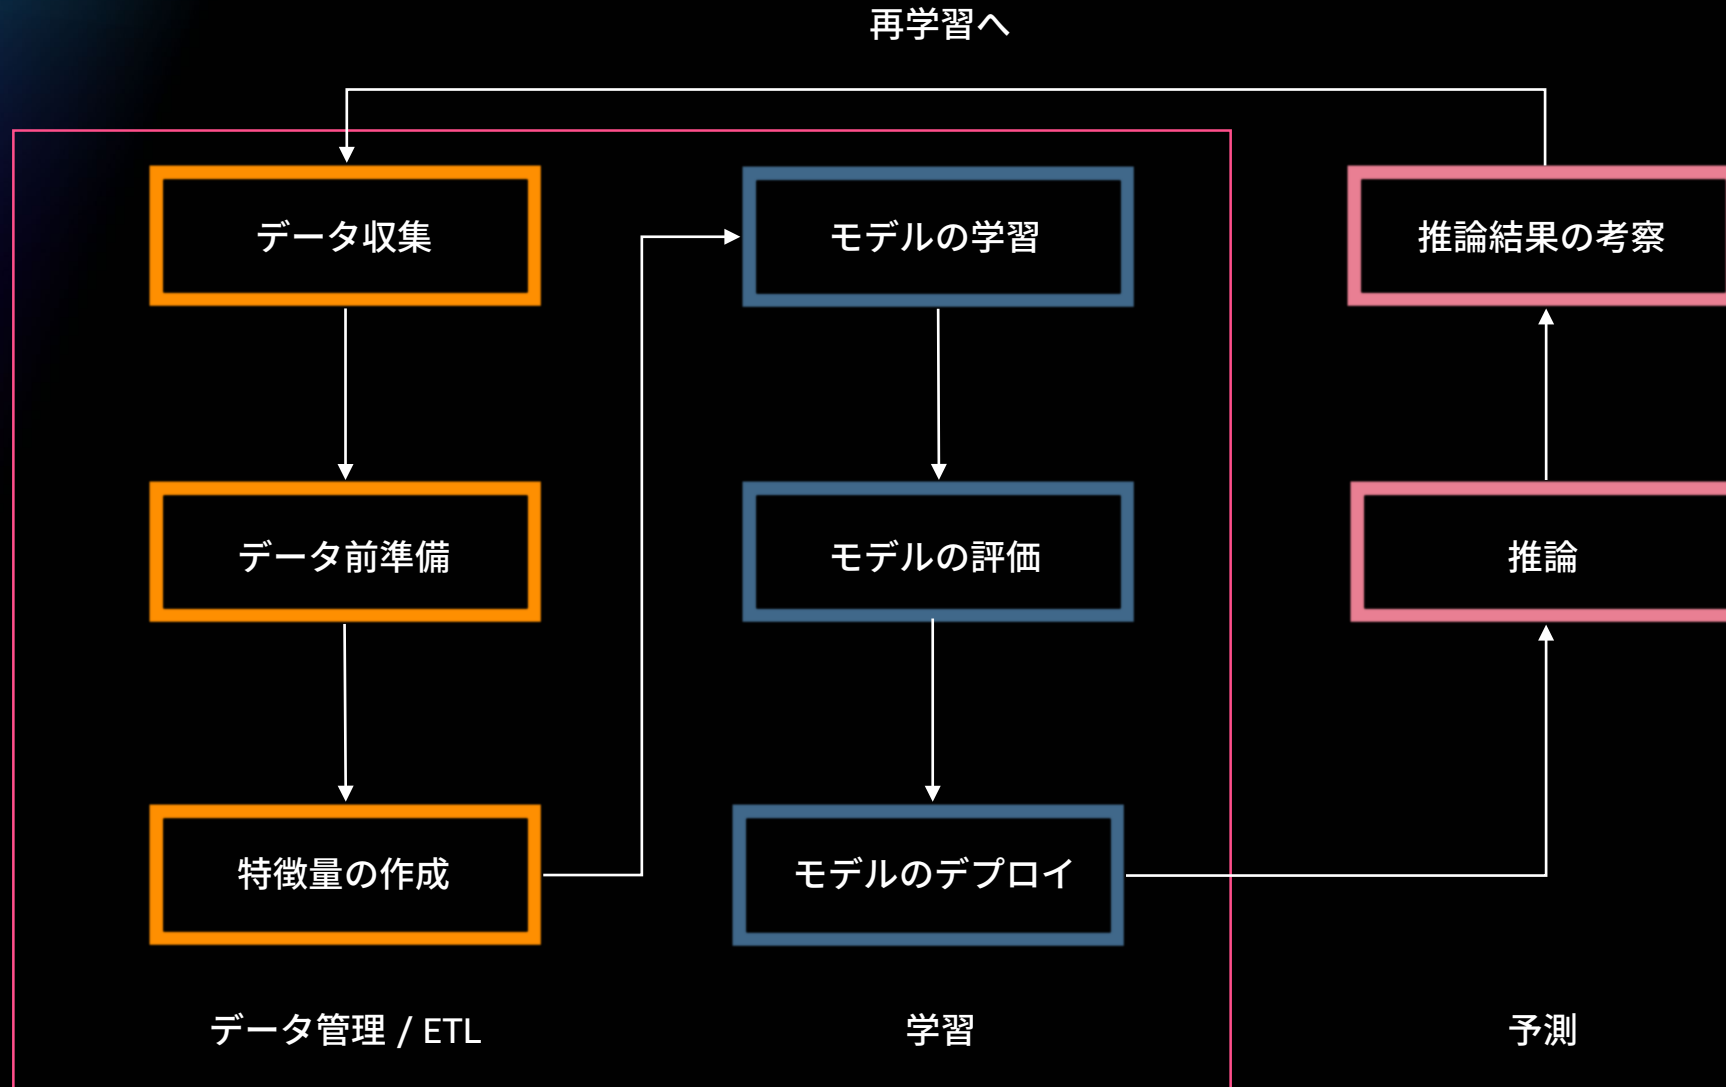 再学習へ
データ収集
データ前準備
特徴量の作成
データ管理 / ETL
モデルの学習
モデルの評価
モデルのデプロイ
学習
推論結果の考察
推論
予測